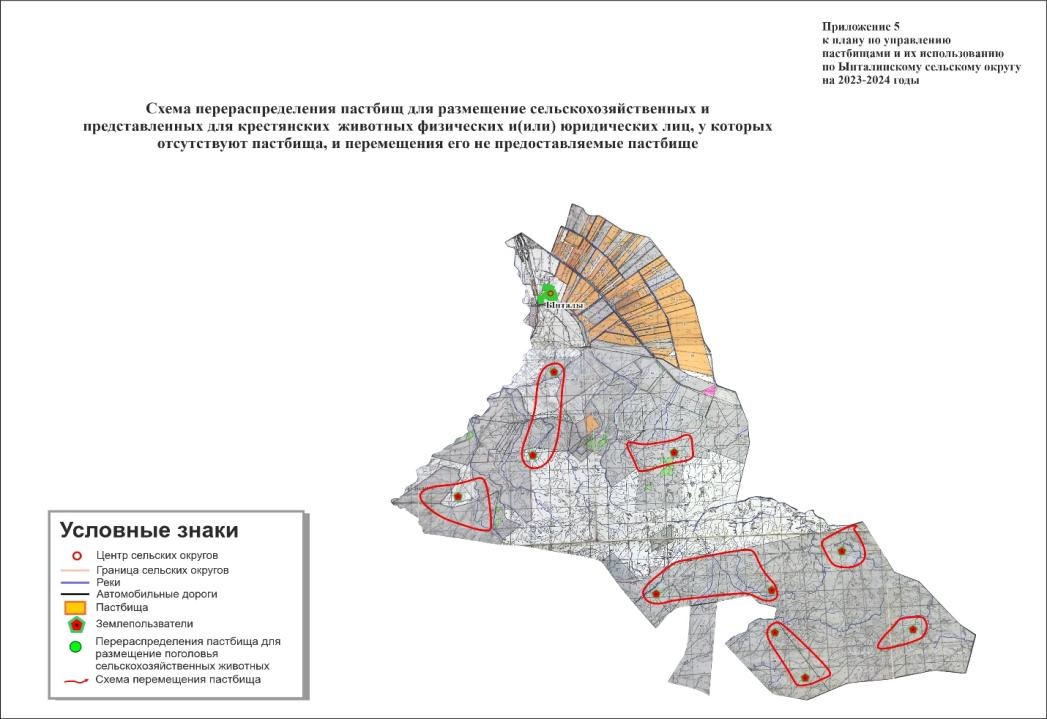 Приложение 5
к плану по управлению
пастбищами и их использованию
по Ынталинскому сельскому округу
на 2023-2024 годы
Схема перераспределения пастбищ для размещение сельскохозяйственных и
представленных для крестянских животных физических и(или) юридических лиц, у которых
отсутствуют пастбища, и перемещения его не предоставляемые пастбище
Ынталы
Условные знаки
Центр сельских округов
Граница сельских округов
Реки
Автомобильные дороги
Пастбища
Землепользватели
Перераспределения пастбища для
размещение поголовья
сельскохозяйственных животных
Схема перемещения пастбища